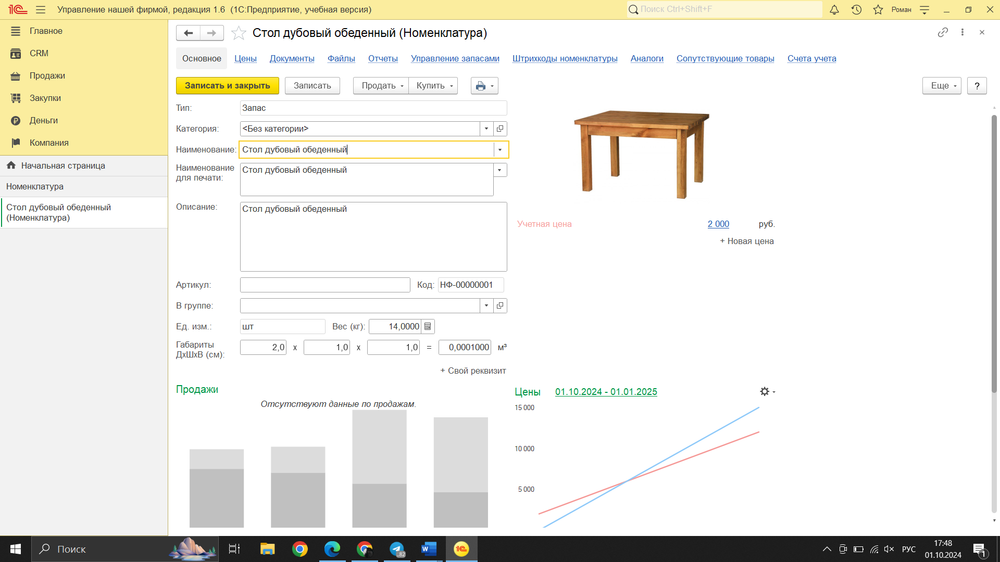 Управление нашей фирмой, редакция 1.6 (1С:Предприятие, учебная версия)
Поиск Ctrl+Shift+F
Роман
Главное
CRM
Продажи
Закупки
Деньги
Компания
Начальная страница
Номенклатура
Стол дубовый обеденный
(Номенклатура)
Стол дубовый обеденный (Номенклатура)
Основное Цены Документы Файлы Отчеты Управление запасами Штрихкоды номенклатуры Аналоги Сопутствующие товары Счета учета
Записать и закрыть Записать Продать Купить Еще ?
Тип: Запас
Категория: <Без категории>
Наименование: Стол дубовый обеденный
Наименование
для печати: Стол дубовый обеденный
Описание: Стол дубовый обеденный
Учетная цена 2 000 руб.
+ Новая цена
Артикул: Код: НФ-00000001
В группе:
Ед. изм.: шт Вес (кг): 14,0000
Габариты
ДхШхВ (см): 2,0 x 1,0 x 1,0 = 0,0001000 м³
+ Свой реквизит
Продажи
Отсутствуют данные по продажам.
Цены 01.10.2024 - 01.01.2025
15 000
10 000
5 000
Поиск
82
РУС
17:48
01.10.2024
1